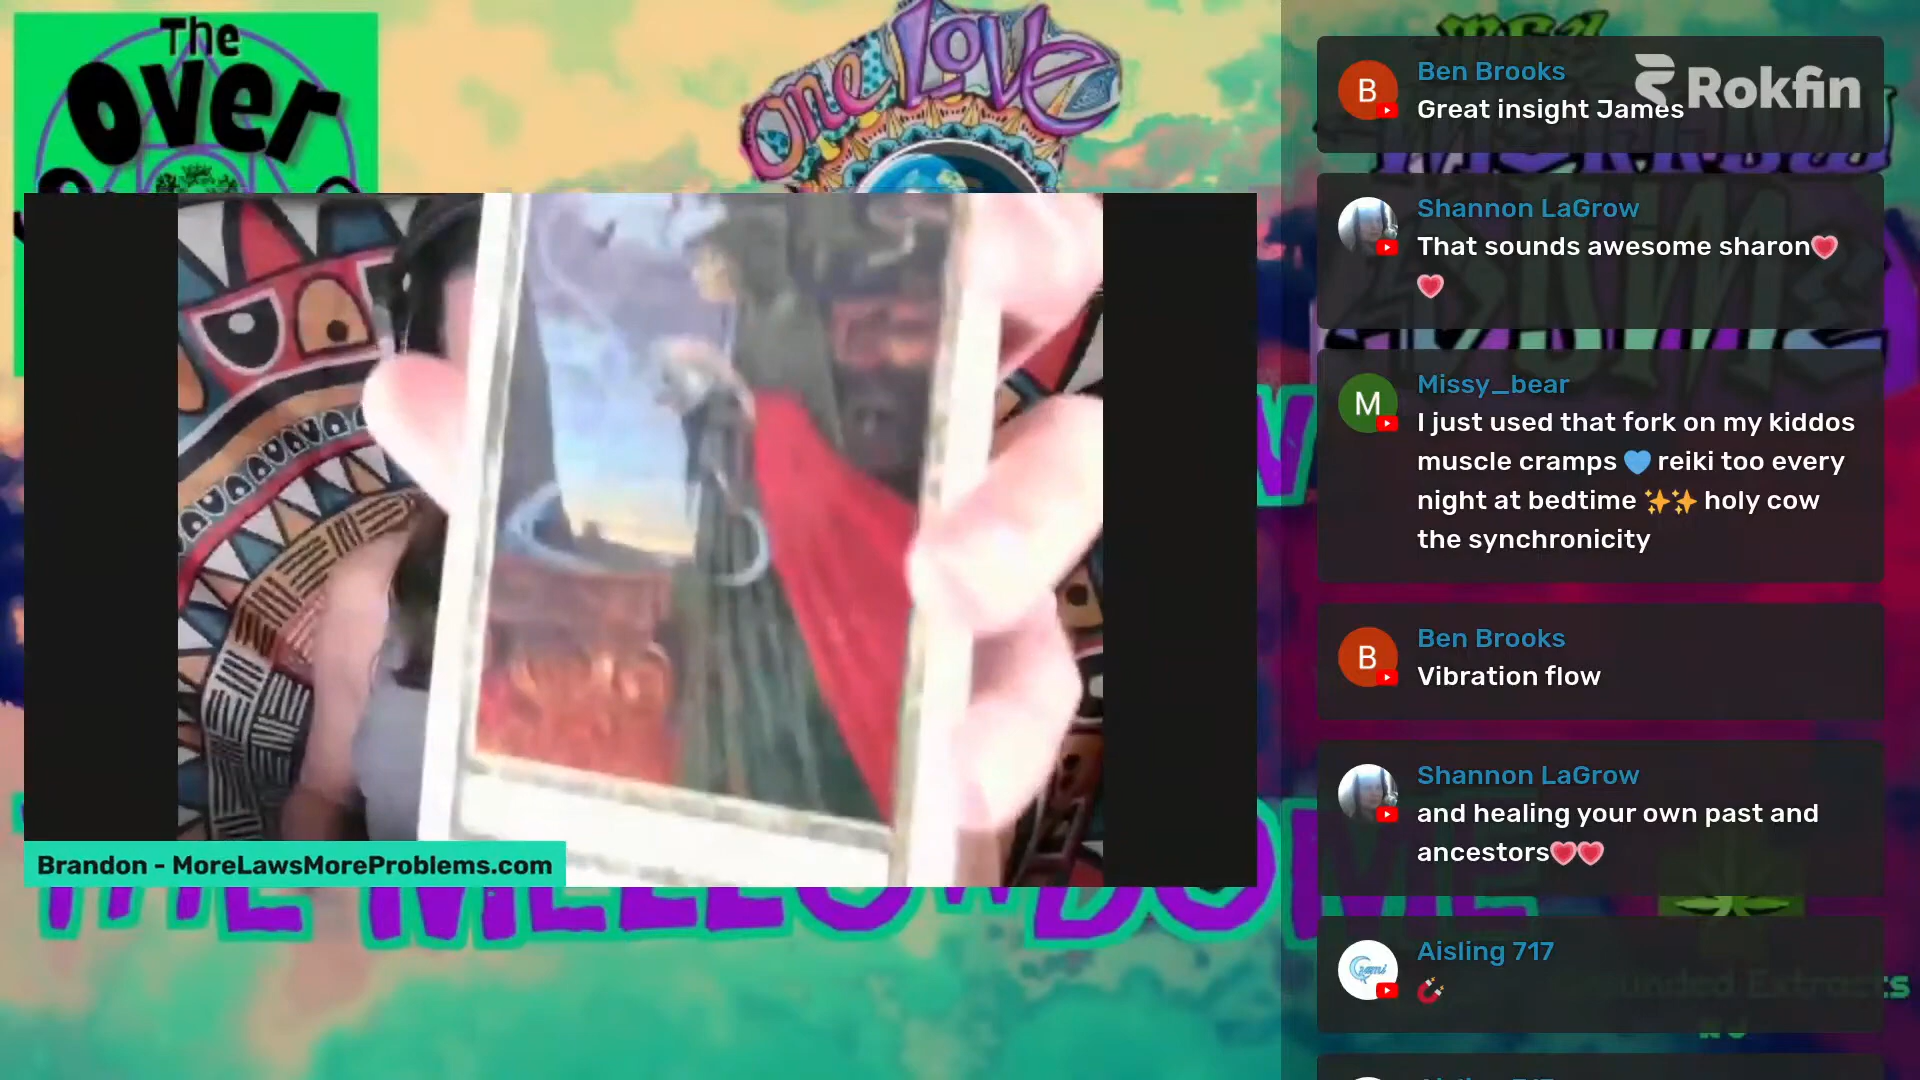 The
Over
One Love
Rokfin
Ben Brooks
Great insight James
Shannon LaGrow
That sounds awesome sharon💗
💗
Missy_bear
I just used that fork on my kiddos
muscle cramps 💙 reiki too every
night at bedtime ✨✨ holy cow
the synchronicity
Ben Brooks
Vibration flow
Shannon LaGrow
and healing your own past and
ancestors💗💗
Aisling 717
🧲
Brandon - MoreLawsMoreProblems.com